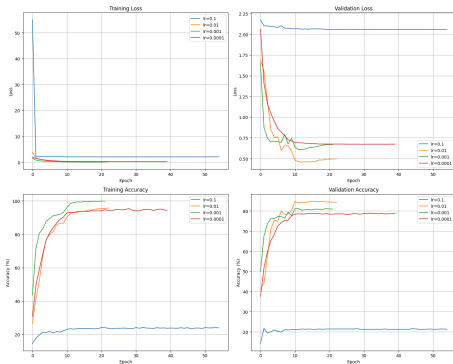 Training Loss
Loss
50
40
30
20
10
0
0
10
20
30
40
50
Epoch
lr=0.1
lr=0.01
lr=0.001
lr=0.0001
Validation Loss
Loss
2.25
2.00
1.75
1.50
1.25
1.00
0.75
0.50
0
10
20
30
40
50
Epoch
lr=0.1
lr=0.01
lr=0.001
lr=0.0001
Training Accuracy
Accuracy (%)
100
80
60
40
20
0
10
20
30
40
50
Epoch
lr=0.1
lr=0.01
lr=0.001
lr=0.0001
Validation Accuracy
Accuracy (%)
80
70
60
50
40
30
20
0
10
20
30
40
50
Epoch
lr=0.1
lr=0.01
lr=0.001
lr=0.0001